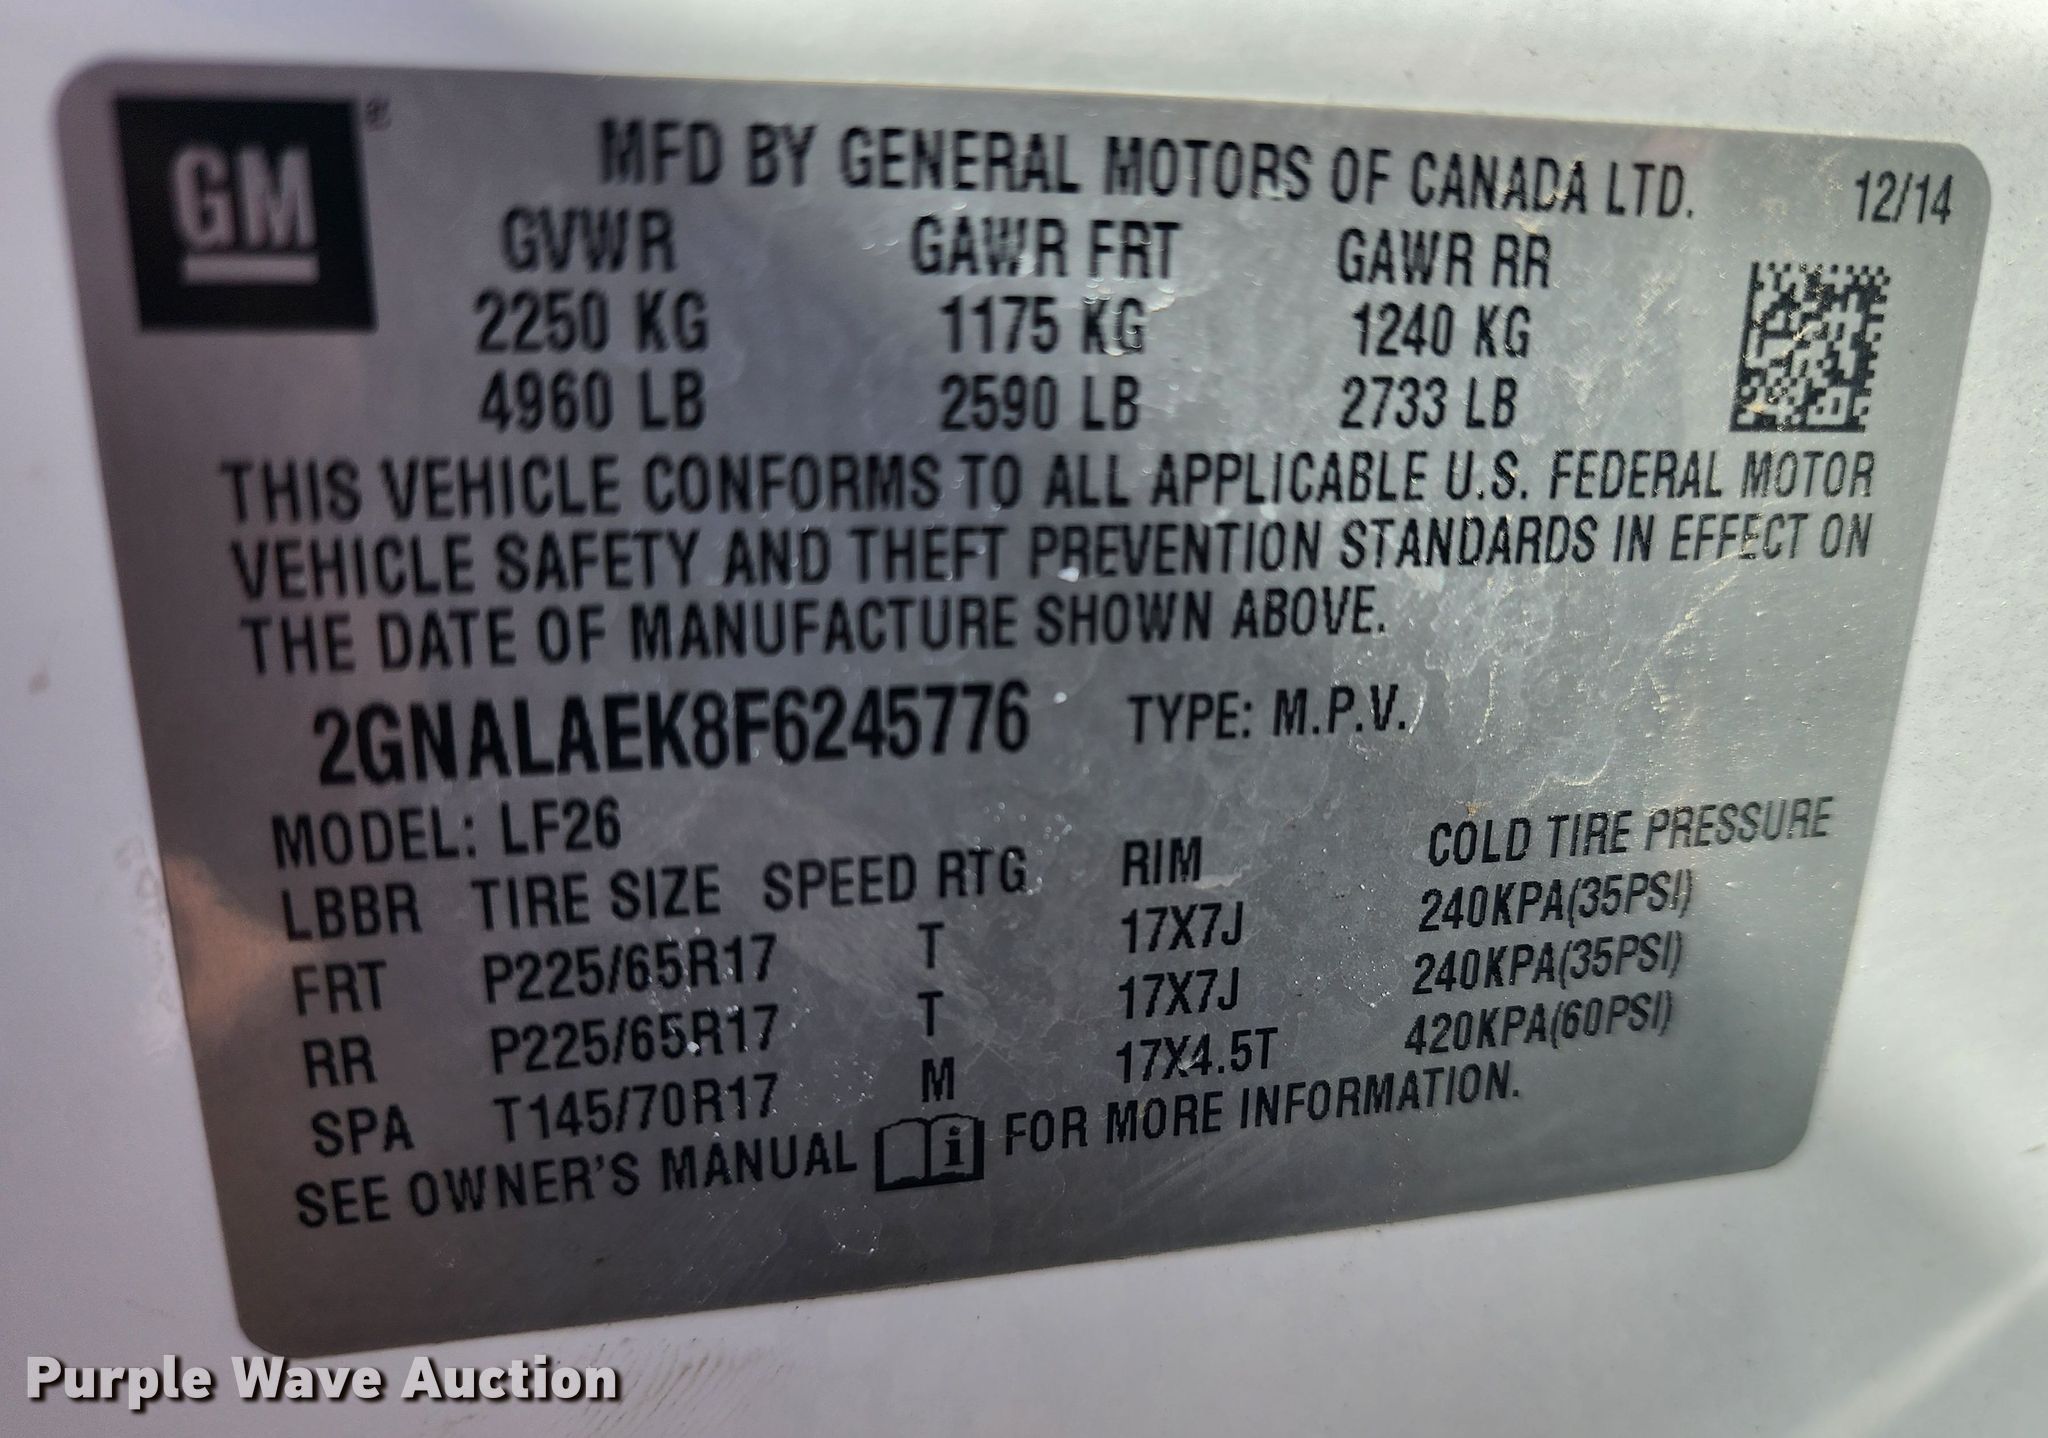 GM®
MFD BY GENERAL MOTORS OF CANADA LTD. 12/14
GVWR GAWR FRT GAWR RR
2250 KG 1175 KG 1240 KG
4960 LB 2590 LB 2733 LB
THIS VEHICLE CONFORMS TO ALL APPLICABLE U.S. FEDERAL MOTOR
VEHICLE SAFETY AND THEFT PREVENTION STANDARDS IN EFFECT ON
THE DATE OF MANUFACTURE SHOWN ABOVE.
2GNALAEK8F6245776 TYPE: M.P.V.
MODEL: LF26
LBBR TIRE SIZE SPEED RTG RIM COLD TIRE PRESSURE
FRT P225/65R17 T 17X7J 240KPA(35PSI)
RR P225/65R17 T 17X7J 240KPA(35PSI)
SPA T145/70R17 M 17X4.5T 420KPA(60PSI)
SEE OWNER'S MANUAL i FOR MORE INFORMATION.
Purple Wave Auction